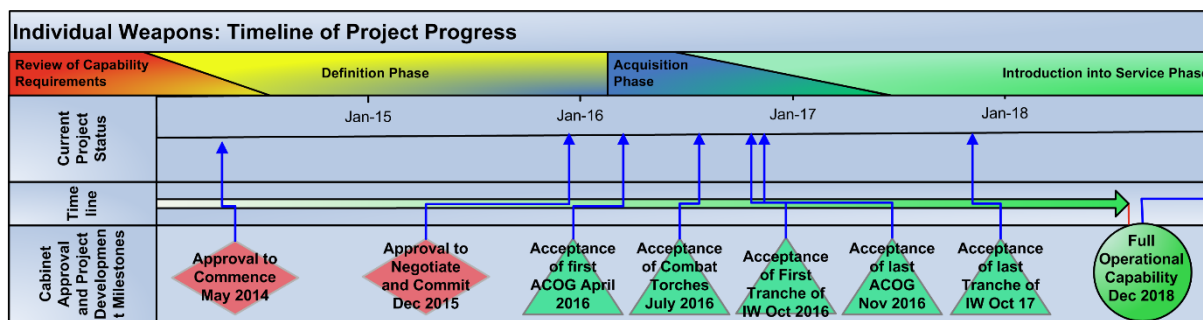 Individual Weapons: Timeline of Project Progress
Review of Capability
Requirements
Definition Phase
Acquisition
Phase
Introduction into Service Phase
Current
Project
Status
Jan-15
Jan-16
Jan-17
Jan-18
Time
line
Cabinet
Approval
and Project
Developmen
t Milestones
Approval to
Commence
May 2014
Approval to
Negotiate
and Commit
Dec 2015
Acceptance
of first
ACOG April
2016
Acceptance
of Combat
Torches
July 2016
Acceptance
of First
Tranche of
IW Oct 2016
Acceptance
of last
ACOG
Nov 2016
Acceptance
of last
Tranche of
IW Oct 17
Full
Operational
Capability
Dec 2018